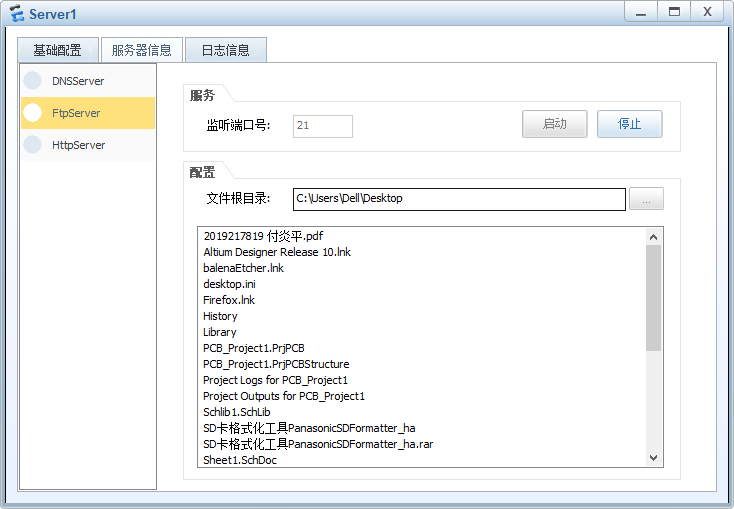 Server1
基础配置 服务器信息 日志信息
DNSServer
FtpServer
HttpServer
服务
监听端口号: 21 启动 停止
配置
文件根目录: C:\Users\Dell\Desktop ...
2019217819 付炎平.pdf
Altium Designer Release 10.lnk
balenaEtcher.lnk
desktop.ini
Firefox.lnk
History
Library
PCB_Project1.PrjPCB
PCB_Project1.PrjPCBStructure
Project Logs for PCB_Project1
Project Outputs for PCB_Project1
Schlib1.SchLib
SD卡格式化工具PanasonicSDFormatter_ha
SD卡格式化工具PanasonicSDFormatter_ha.rar
Sheet1.SchDoc